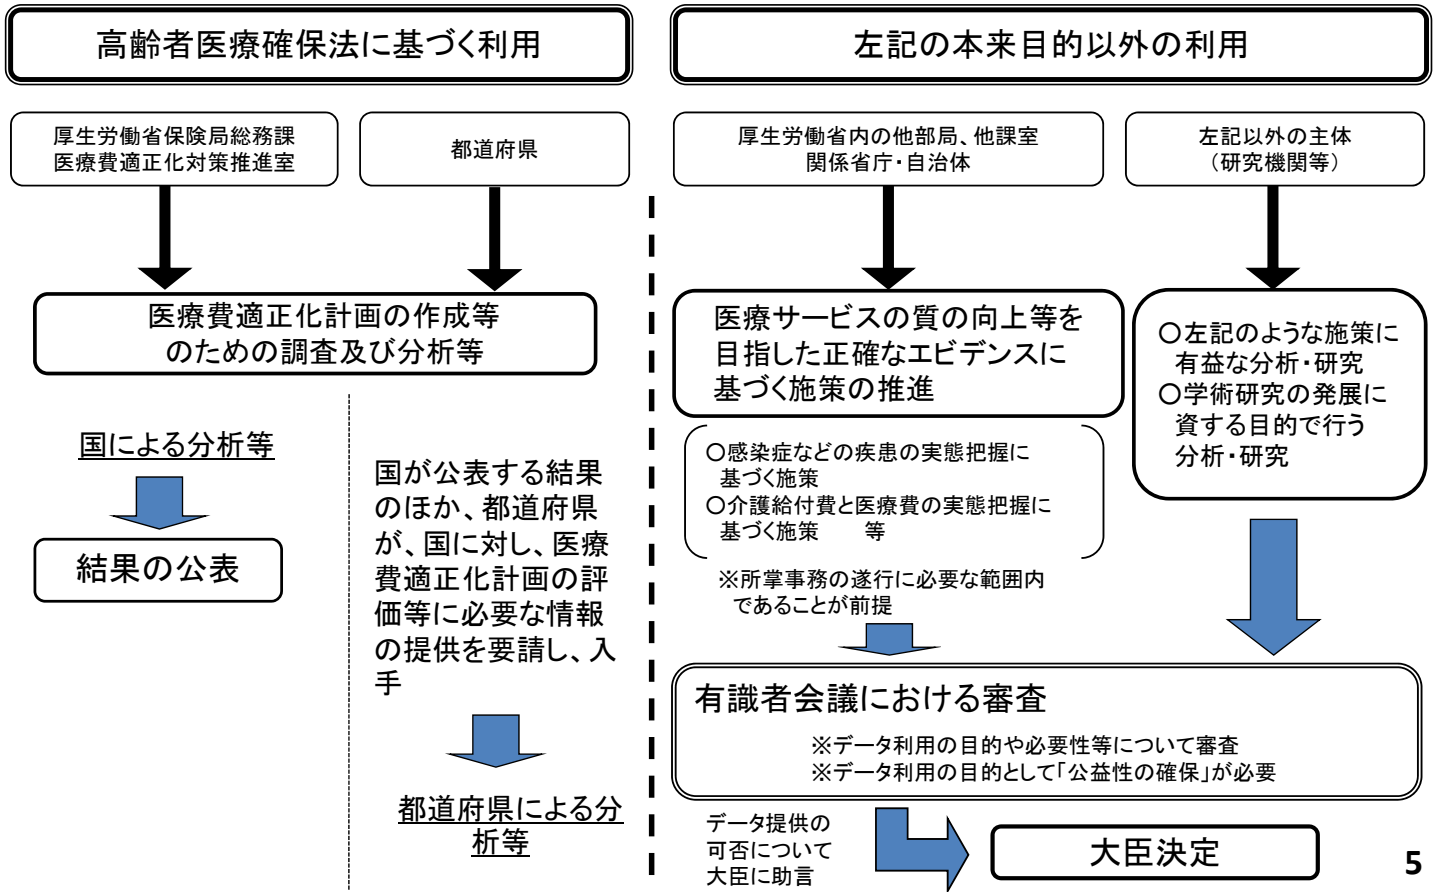 高齢者医療確保法に基づく利用
厚生労働省保険局総務課
医療費適正化対策推進室
都道府県
医療費適正化計画の作成等
のための調査及び分析等
国による分析等
結果の公表
国が公表する結果
のほか、都道府県
が、国に対し、医療
費適正化計画の評
価等に必要な情報
の提供を要請し、入
手
都道府県による分
析等
左記の本来目的以外の利用
厚生労働省内の他部局、他課室
関係省庁・自治体
左記以外の主体
(研究機関等)
医療サービスの質の向上等を
目指した正確なエビデンスに
基づく施策の推進
○感染症などの疾患の実態把握に
基づく施策
○介護給付費と医療費の実態把握に
基づく施策　　等
※所掌事務の遂行に必要な範囲内
であることが前提
○左記のような施策に
有益な分析・研究
○学術研究の発展に
資する目的で行う
分析・研究
有識者会議における審査
※データ利用の目的や必要性等について審査
※データ利用の目的として「公益性の確保」が必要
データ提供の
可否について
大臣に助言
大臣決定
5